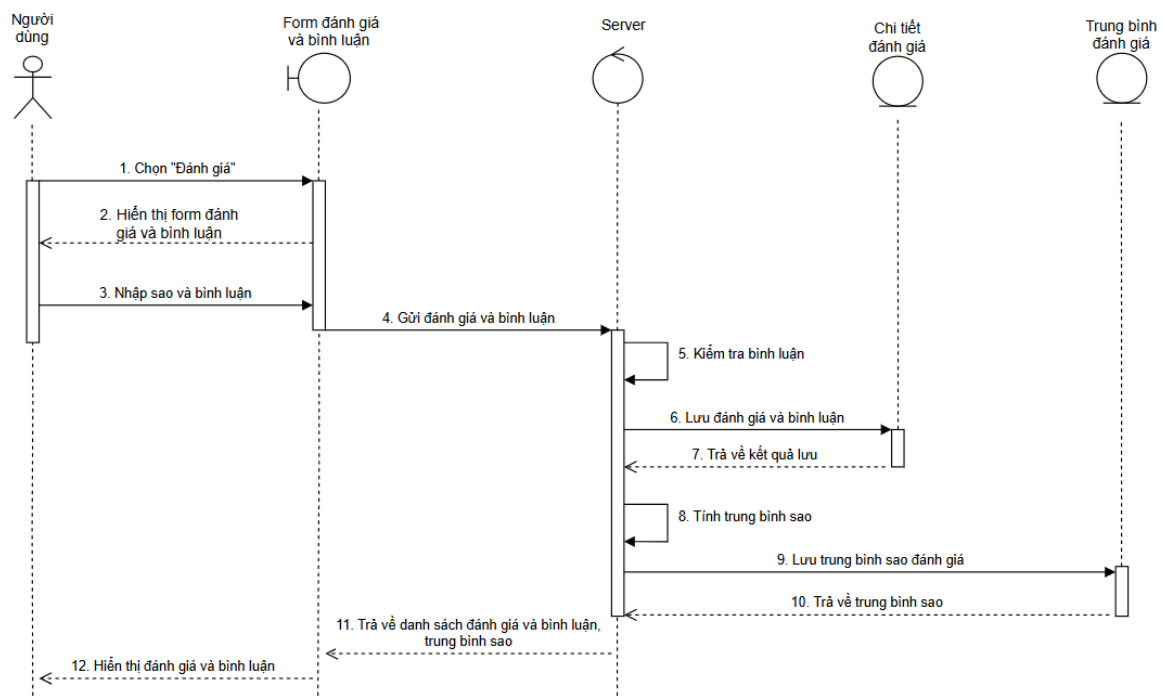 Người
dùng
Form đánh giá
và bình luận
Server
Chi tiết
đánh giá
Trung bình
đánh giá
1. Chọn "Đánh giá"
2. Hiển thị form đánh
giá và bình luận
3. Nhập sao và bình luận
4. Gửi đánh giá và bình luận
5. Kiểm tra bình luận
6. Lưu đánh giá và bình luận
7. Trả về kết quả lưu
8. Tính trung bình sao
9. Lưu trung bình sao đánh giá
10. Trả về trung bình sao
11. Trả về danh sách đánh giá và bình luận,
trung bình sao
12. Hiển thị đánh giá và bình luận